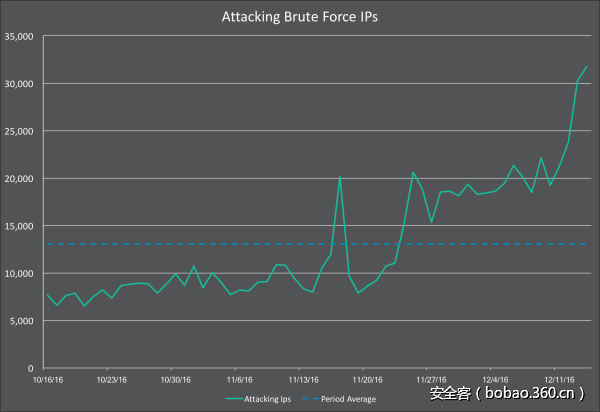 Attacking Brute Force IPs
35,000
30,000
25,000
20,000
15,000
10,000
5,000
0
10/16/16 10/23/16 10/30/16 11/6/16 11/13/16 11/20/16 11/27/16 12/4/16 12/11/16
Attacking Ips Period Average
安全客（bobao.360.cn）